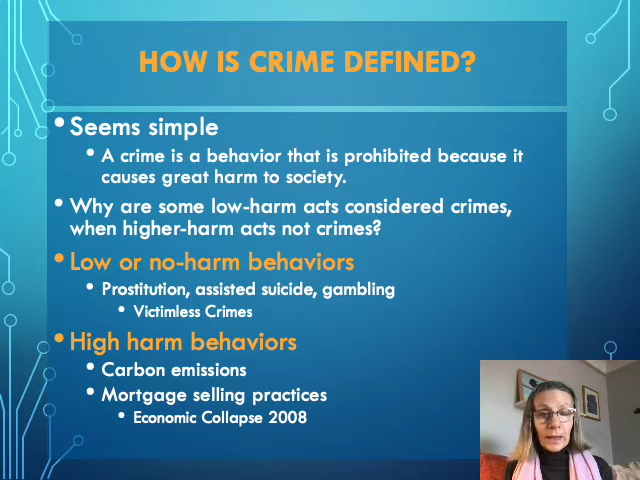 HOW IS CRIME DEFINED?
• Seems simple
• A crime is a behavior that is prohibited because it
causes great harm to society.
• Why are some low-harm acts considered crimes,
when higher-harm acts not crimes?
• Low or no-harm behaviors
• Prostitution, assisted suicide, gambling
• Victimless Crimes
• High harm behaviors
• Carbon emissions
• Mortgage selling practices
• Economic Collapse 2008